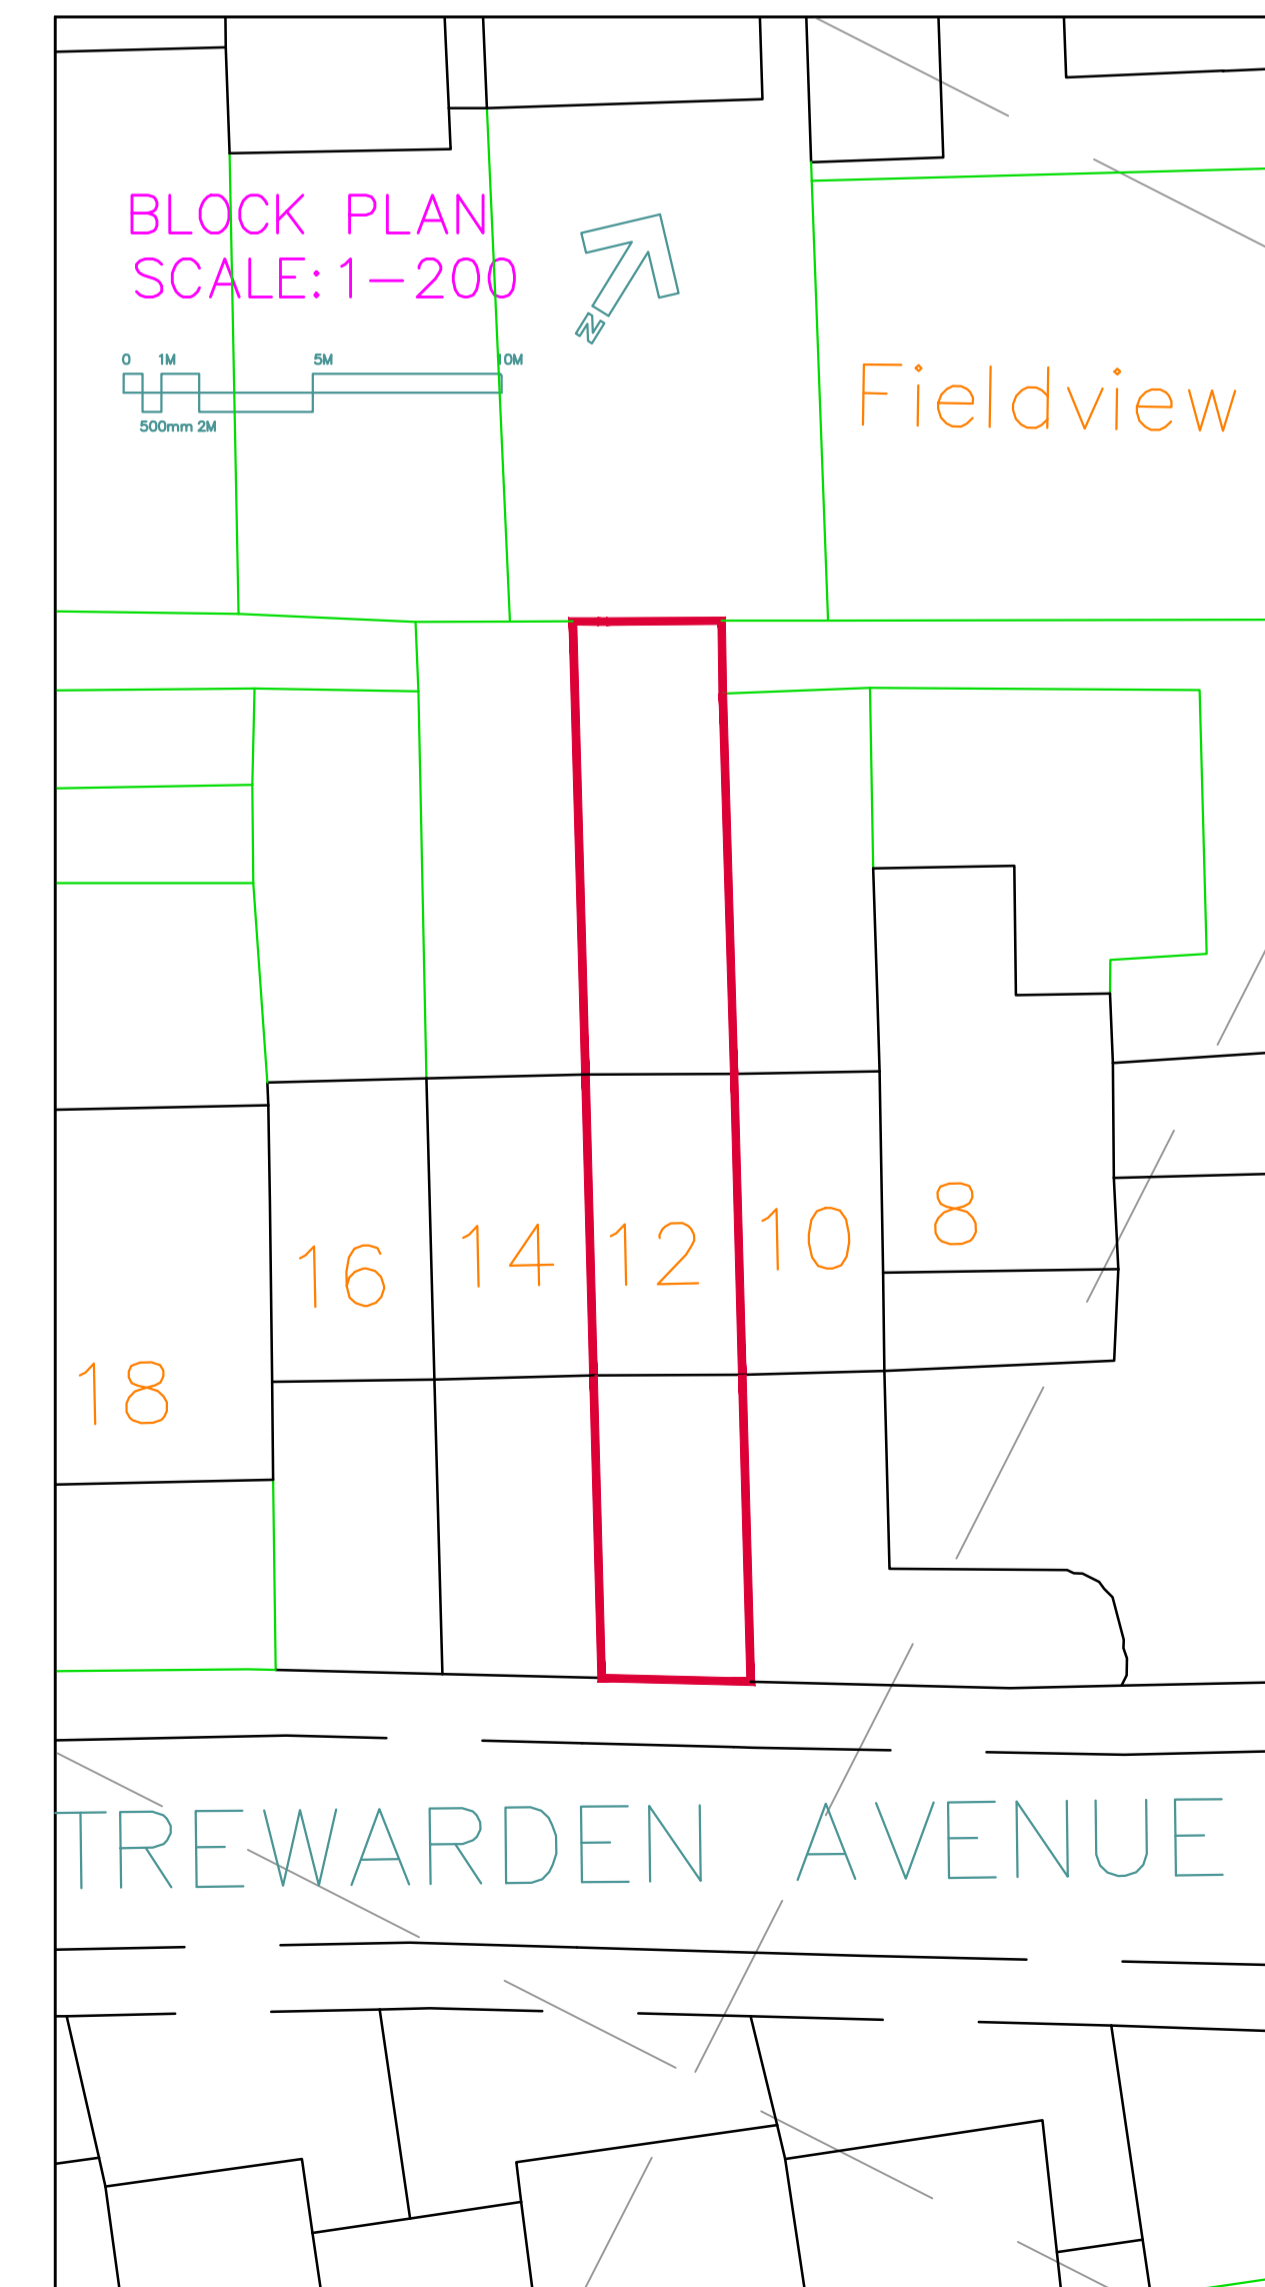 BLOCK PLAN
SCALE:1-200
N
0 1M 5M 10M
500mm 2M
Fieldview
18
16
14
12
10
8
TREWARDEN AVENUE